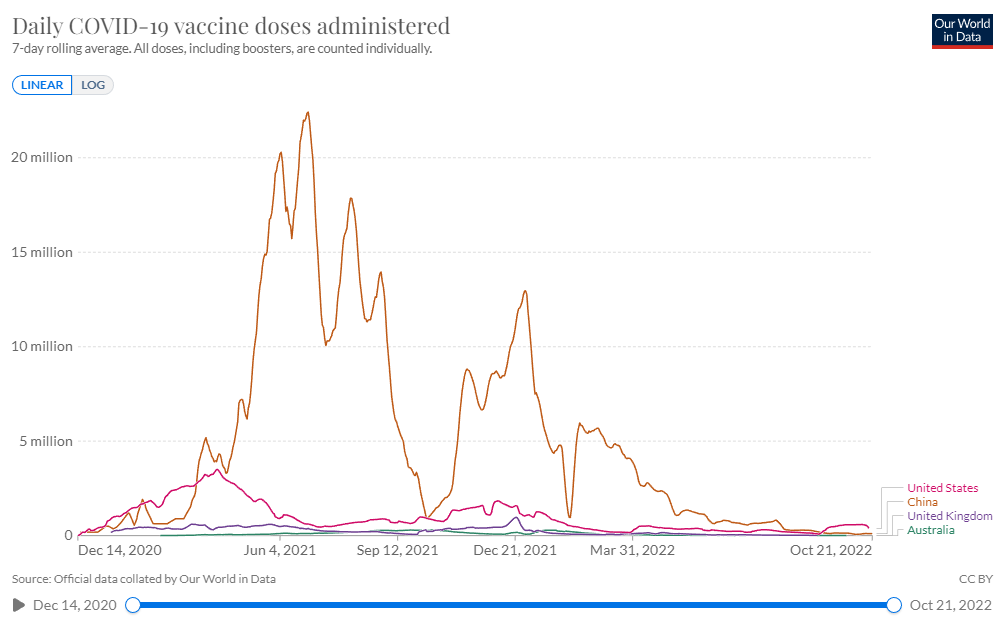 Daily COVID-19 vaccine doses administered
7-day rolling average. All doses, including boosters, are counted individually.
Our World
in Data
LINEAR LOG
20 million
15 million
10 million
5 million
0
United States
China
United Kingdom
Australia
Dec 14, 2020 Jun 4, 2021 Sep 12, 2021 Dec 21, 2021 Mar 31, 2022 Oct 21, 2022
Source: Official data collated by Our World in Data CC BY
Dec 14, 2020 Oct 21, 2022